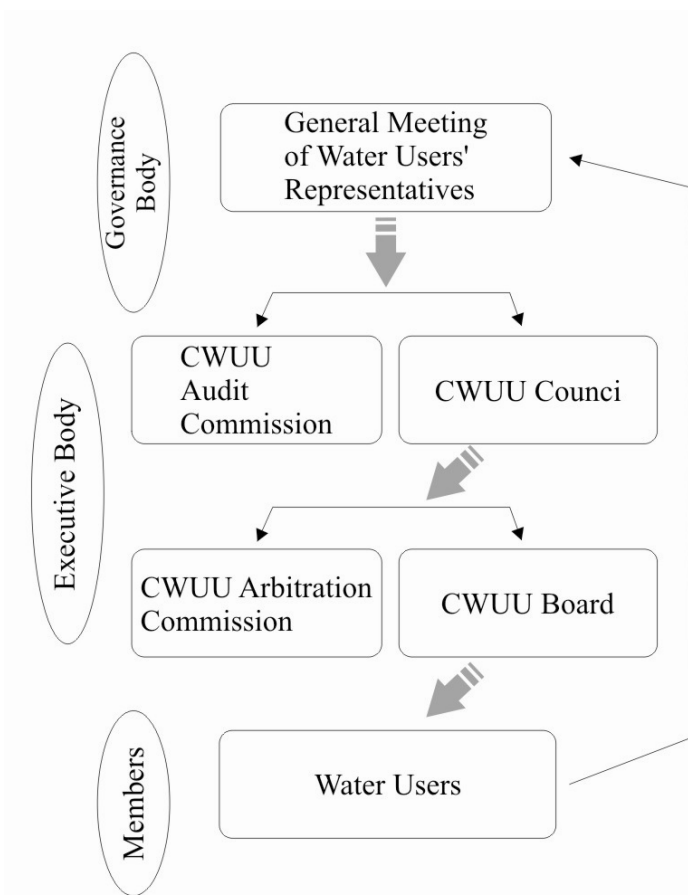 Governance
Body
General Meeting
of Water Users'
Representatives
Executive Body
CWUU
Audit
Commission
CWUU Counci
CWUU Arbitration
Commission
CWUU Board
Members
Water Users